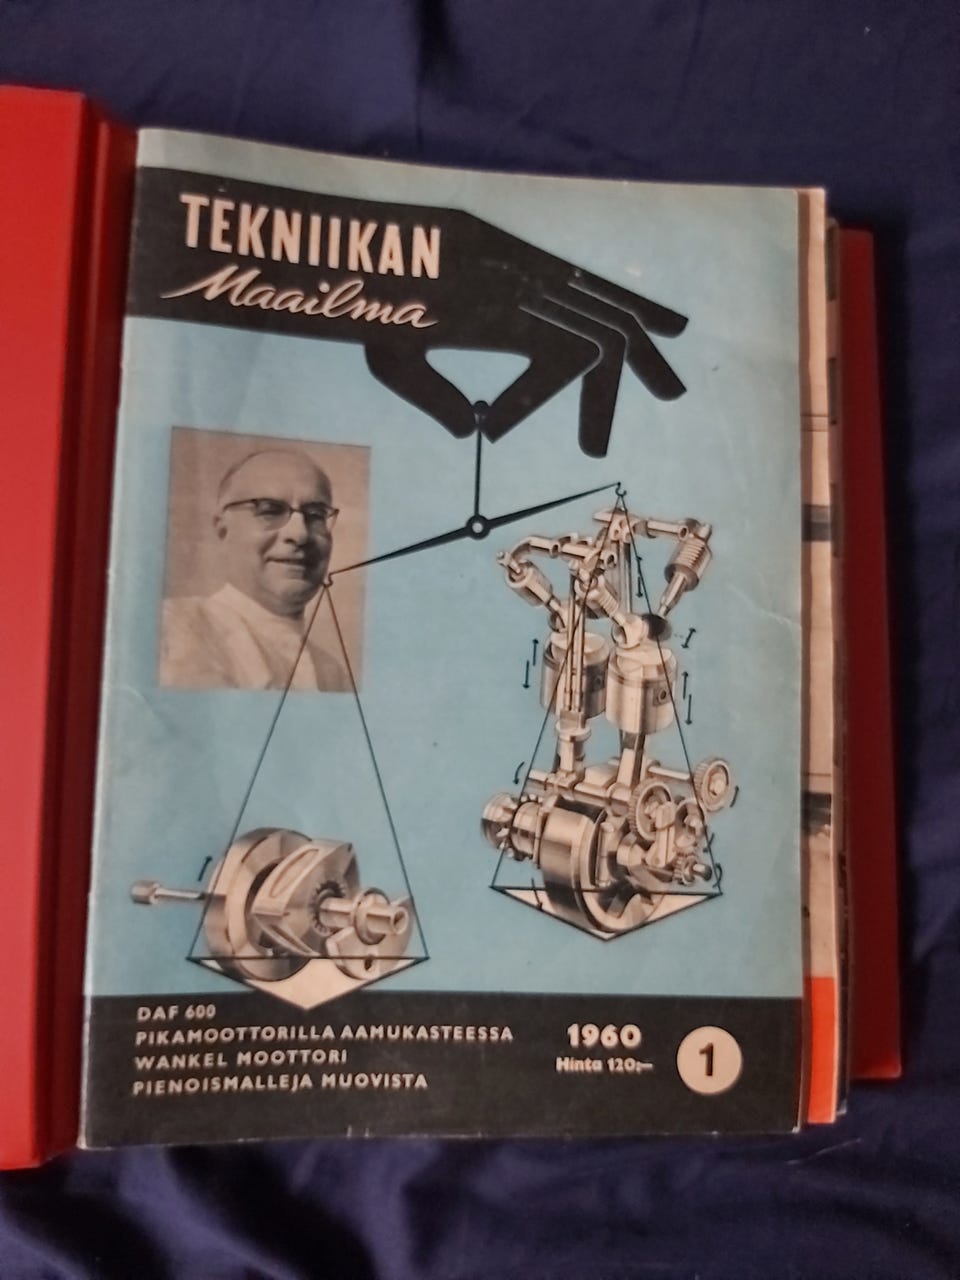 TEKNIIKAN
Maailma
DAF 600
PIKAMOOTTORILLA AAMUKASTEESSA
WANKEL MOOTTORI
PIENOISMALLEJA MUOVISTA
1960
Hinta 120:—
1